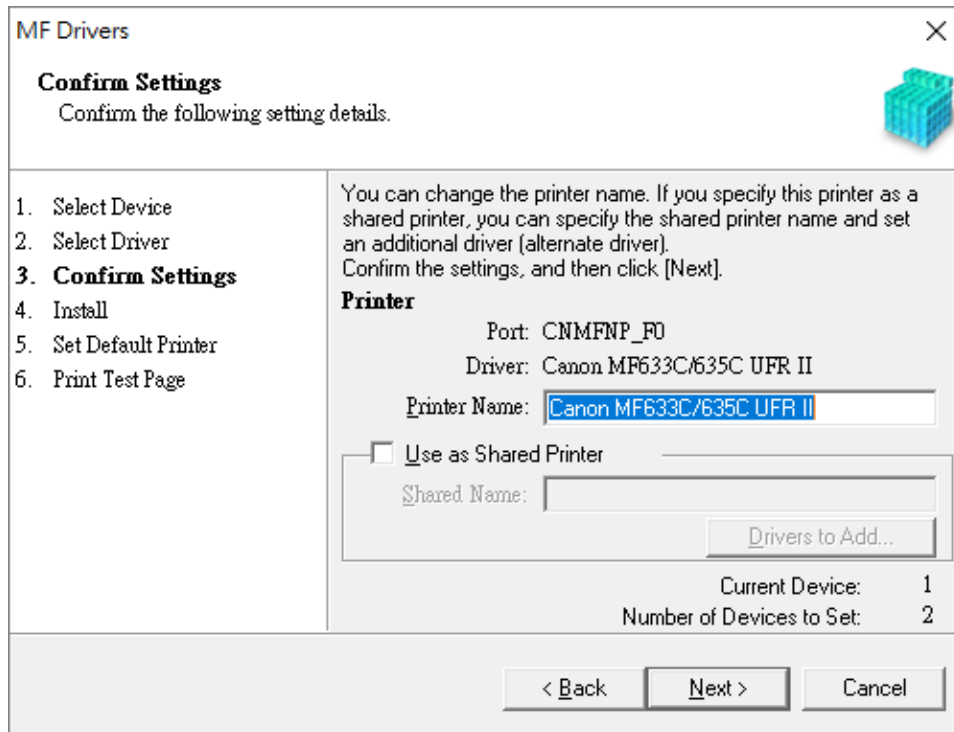 MF Drivers
Confirm Settings
Confirm the following setting details.
1. Select Device
2. Select Driver
3. Confirm Settings
4. Install
5. Set Default Printer
6. Print Test Page
You can change the printer name. If you specify this printer as a
shared printer, you can specify the shared printer name and set
an additional driver (alternate driver).
Confirm the settings, and then click [Next].
Printer
Port: CNMFNP_F0
Driver: Canon MF633C/635C UFR II
Printer Name: Canon MF633C/635C UFR II
Use as Shared Printer
Shared Name:
Drivers to Add...
Current Device: 1
Number of Devices to Set: 2
< Back Next > Cancel